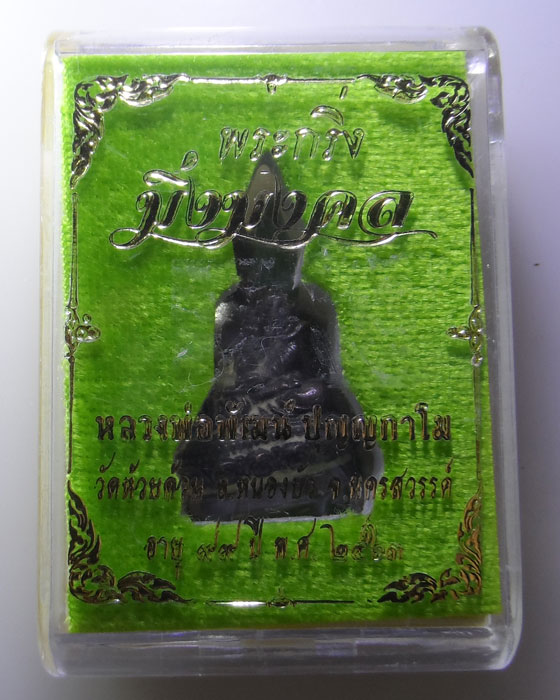 พระกริ่ง
มิ่งมงคล
หลวงพ่อพัฒน์ ปุญญกาโม
วัดห้วยด้วน อ.หนองบัว จ.นครสวรรค์
อายุ ๙๙ ปี พ.ศ. ๒๕๖๓